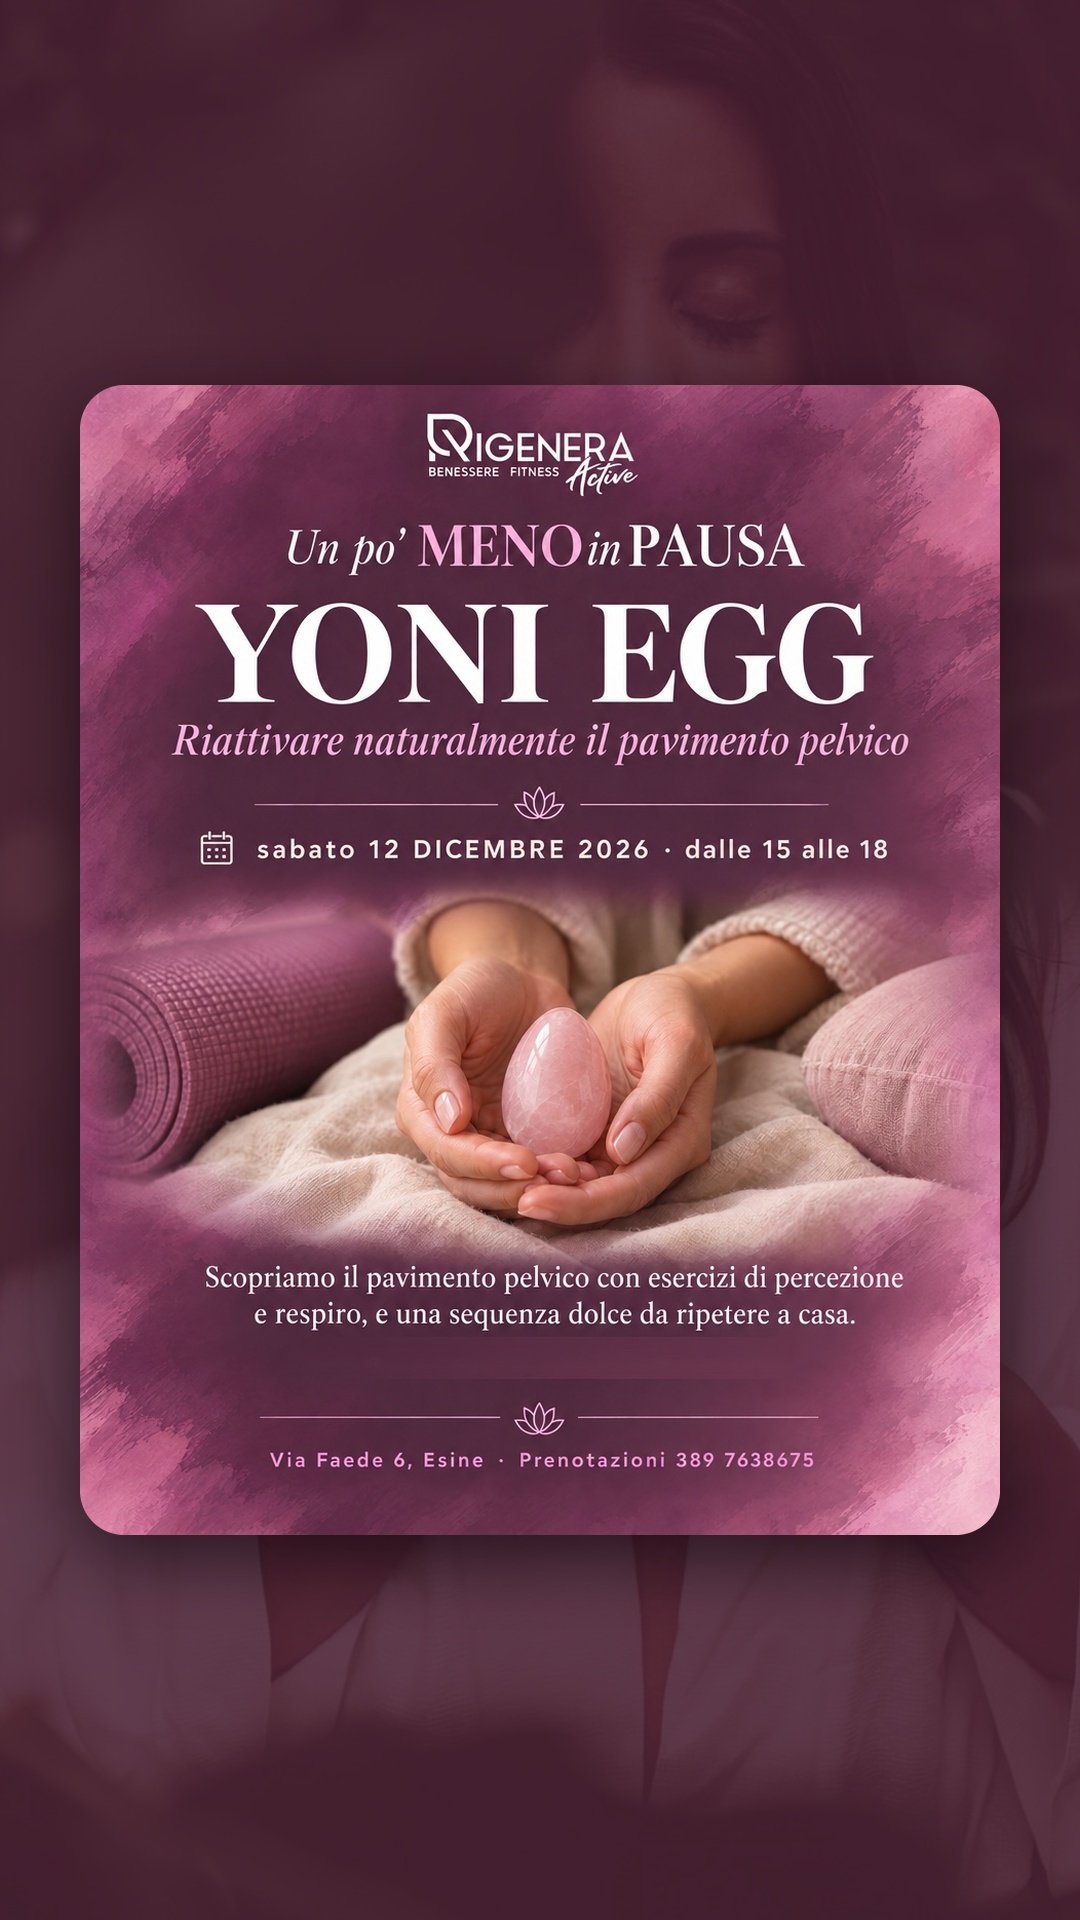 RIGENERA
BENESSERE FITNESS Active
Un po' MENO in PAUSA
YONI EGG
Riattivare naturalmente il pavimento pelvico
sabato 12 DICEMBRE 2026 · dalle 15 alle 18
Scopriamo il pavimento pelvico con esercizi di percezione
e respiro, e una sequenza dolce da ripetere a casa.
Via Faede 6, Esine · Prenotazioni 389 7638675